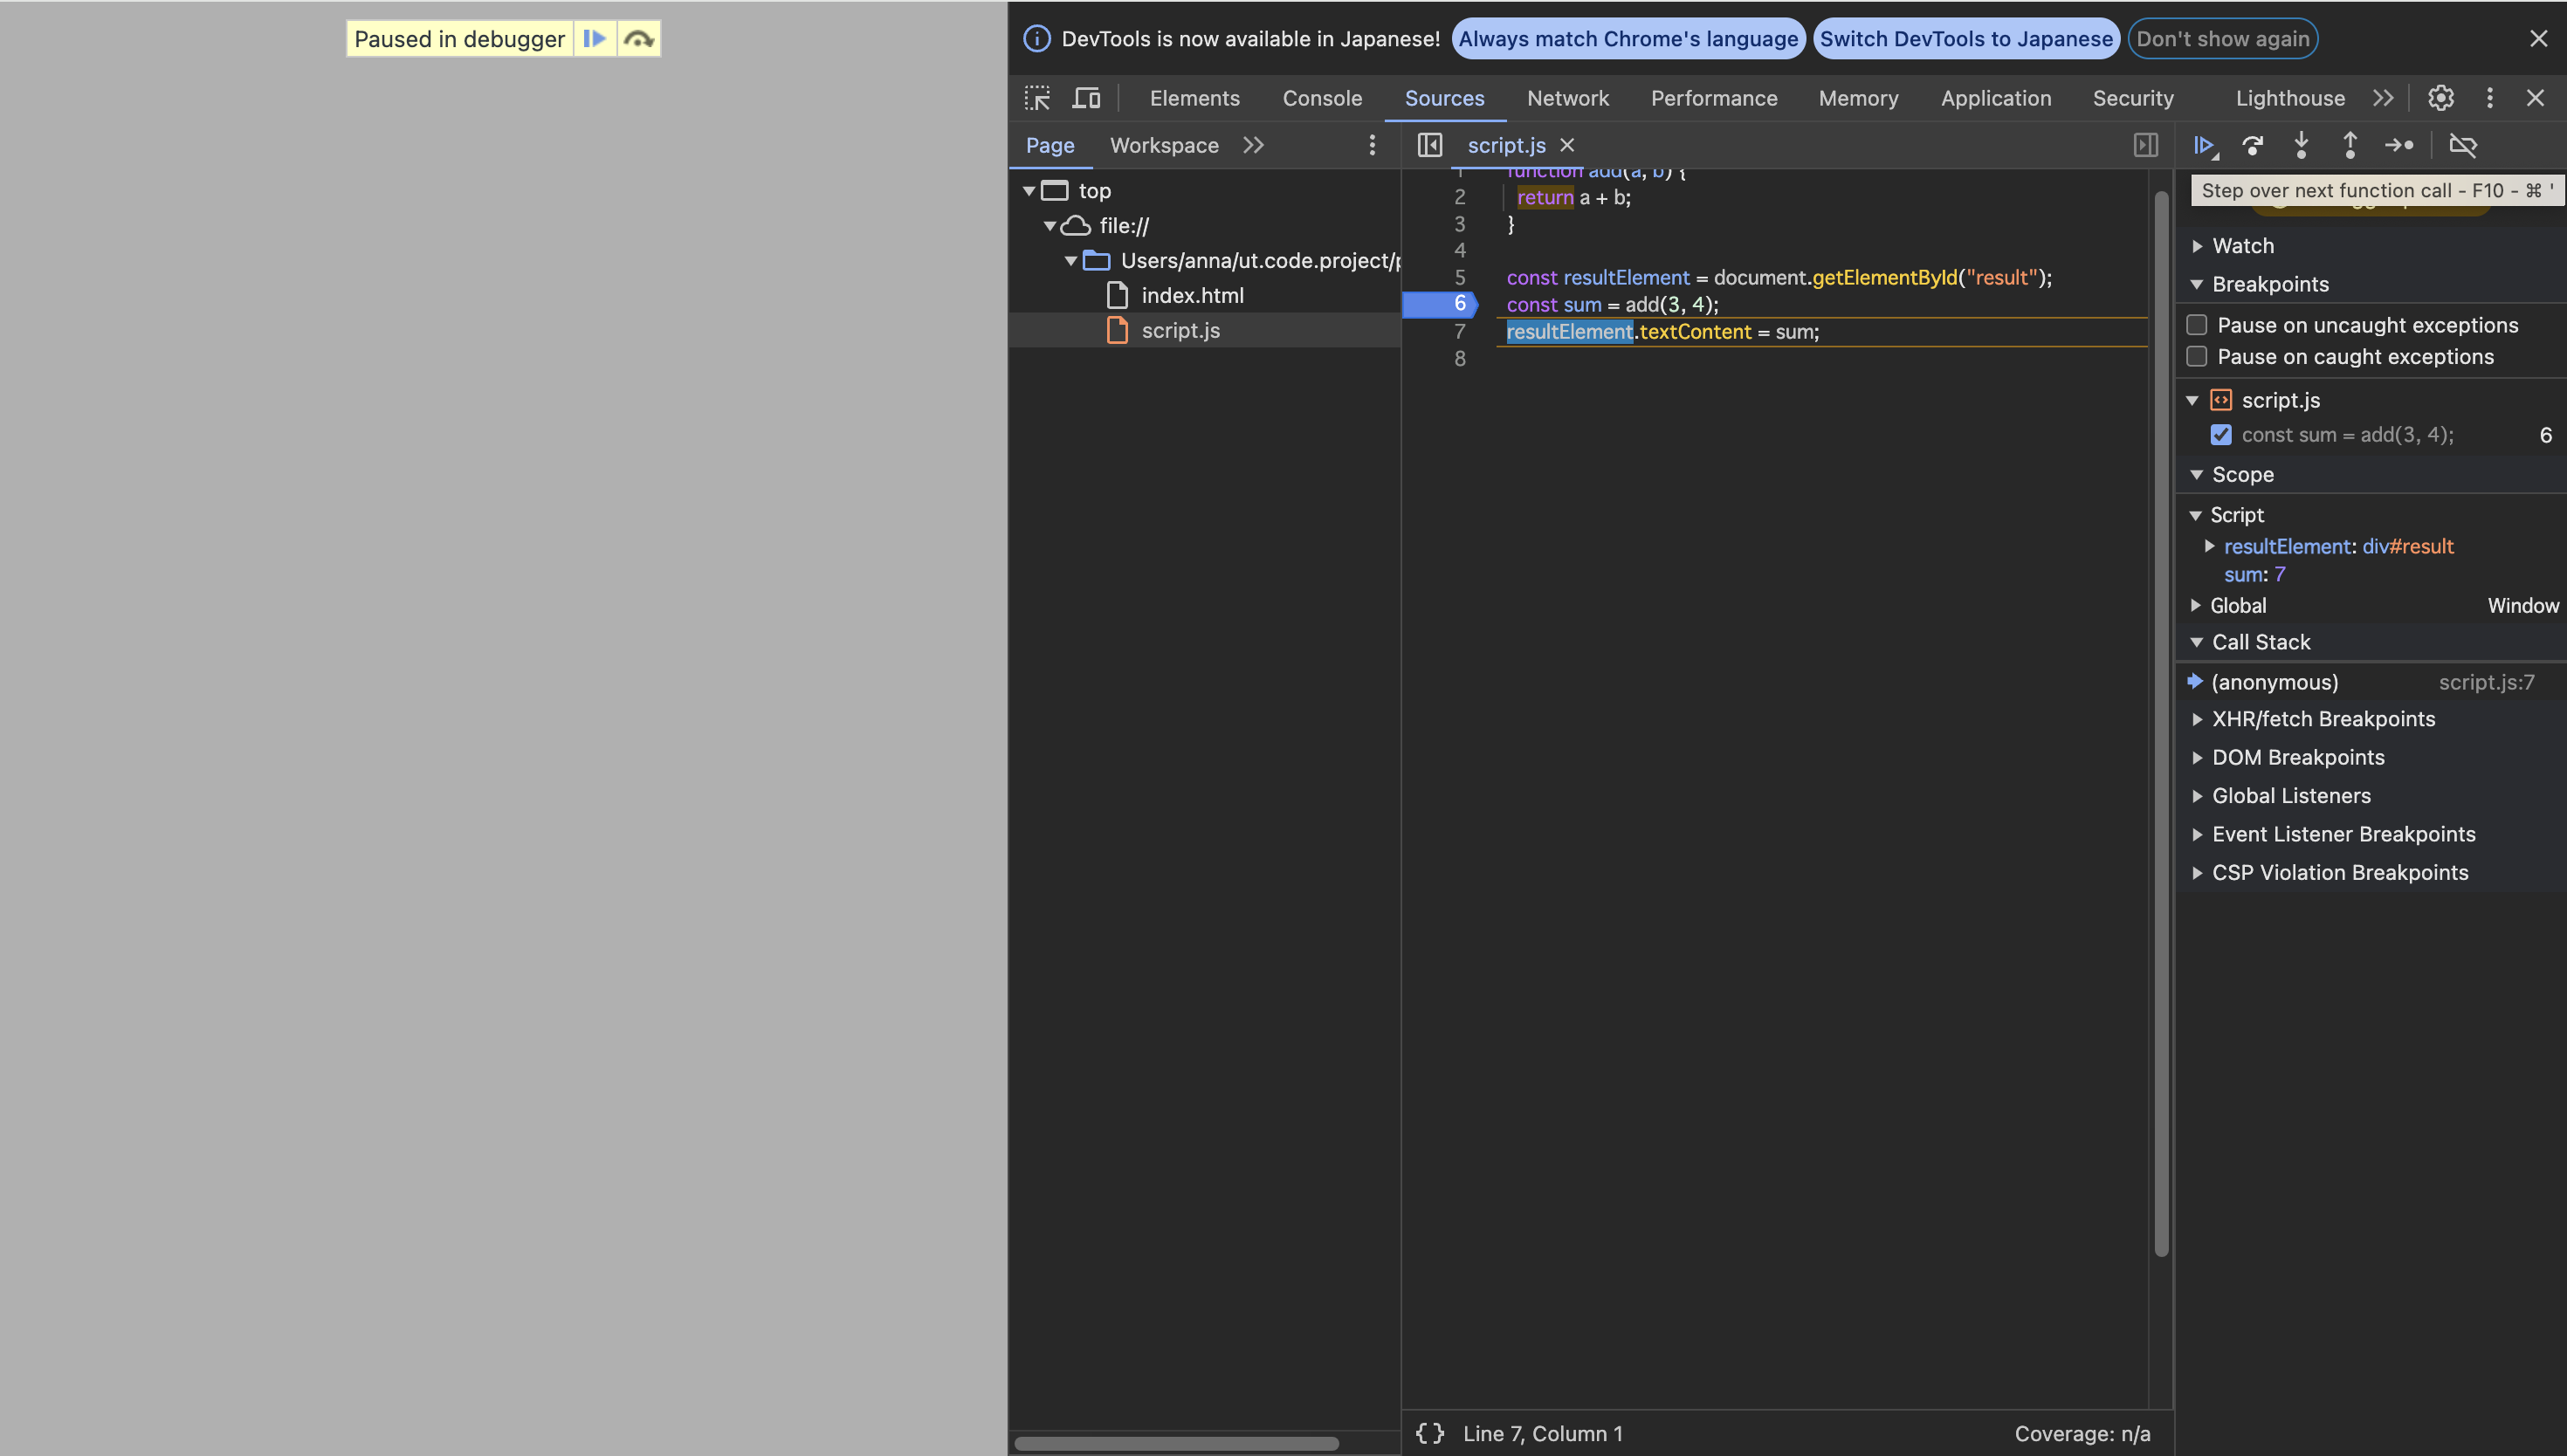 Paused in debugger
DevTools is now available in Japanese! Always match Chrome's language Switch DevTools to Japanese Don't show again
Elements Console Sources Network Performance Memory Application Security Lighthouse
Page Workspace
script.js
Step over next function call - F10 - ⌘ '
top
file://
Users/anna/ut.code.project/p
index.html
script.js
1 function add(a, b) {
2 return a + b;
3 }
4
5 const resultElement = document.getElementById("result");
6 const sum = add(3, 4);
7 resultElement.textContent = sum;
8
Line 7, Column 1
Coverage: n/a
Watch
Breakpoints
Pause on uncaught exceptions
Pause on caught exceptions
script.js
const sum = add(3, 4); 6
Scope
Script
resultElement: div#result
sum: 7
Global Window
Call Stack
(anonymous) script.js:7
XHR/fetch Breakpoints
DOM Breakpoints
Global Listeners
Event Listener Breakpoints
CSP Violation Breakpoints